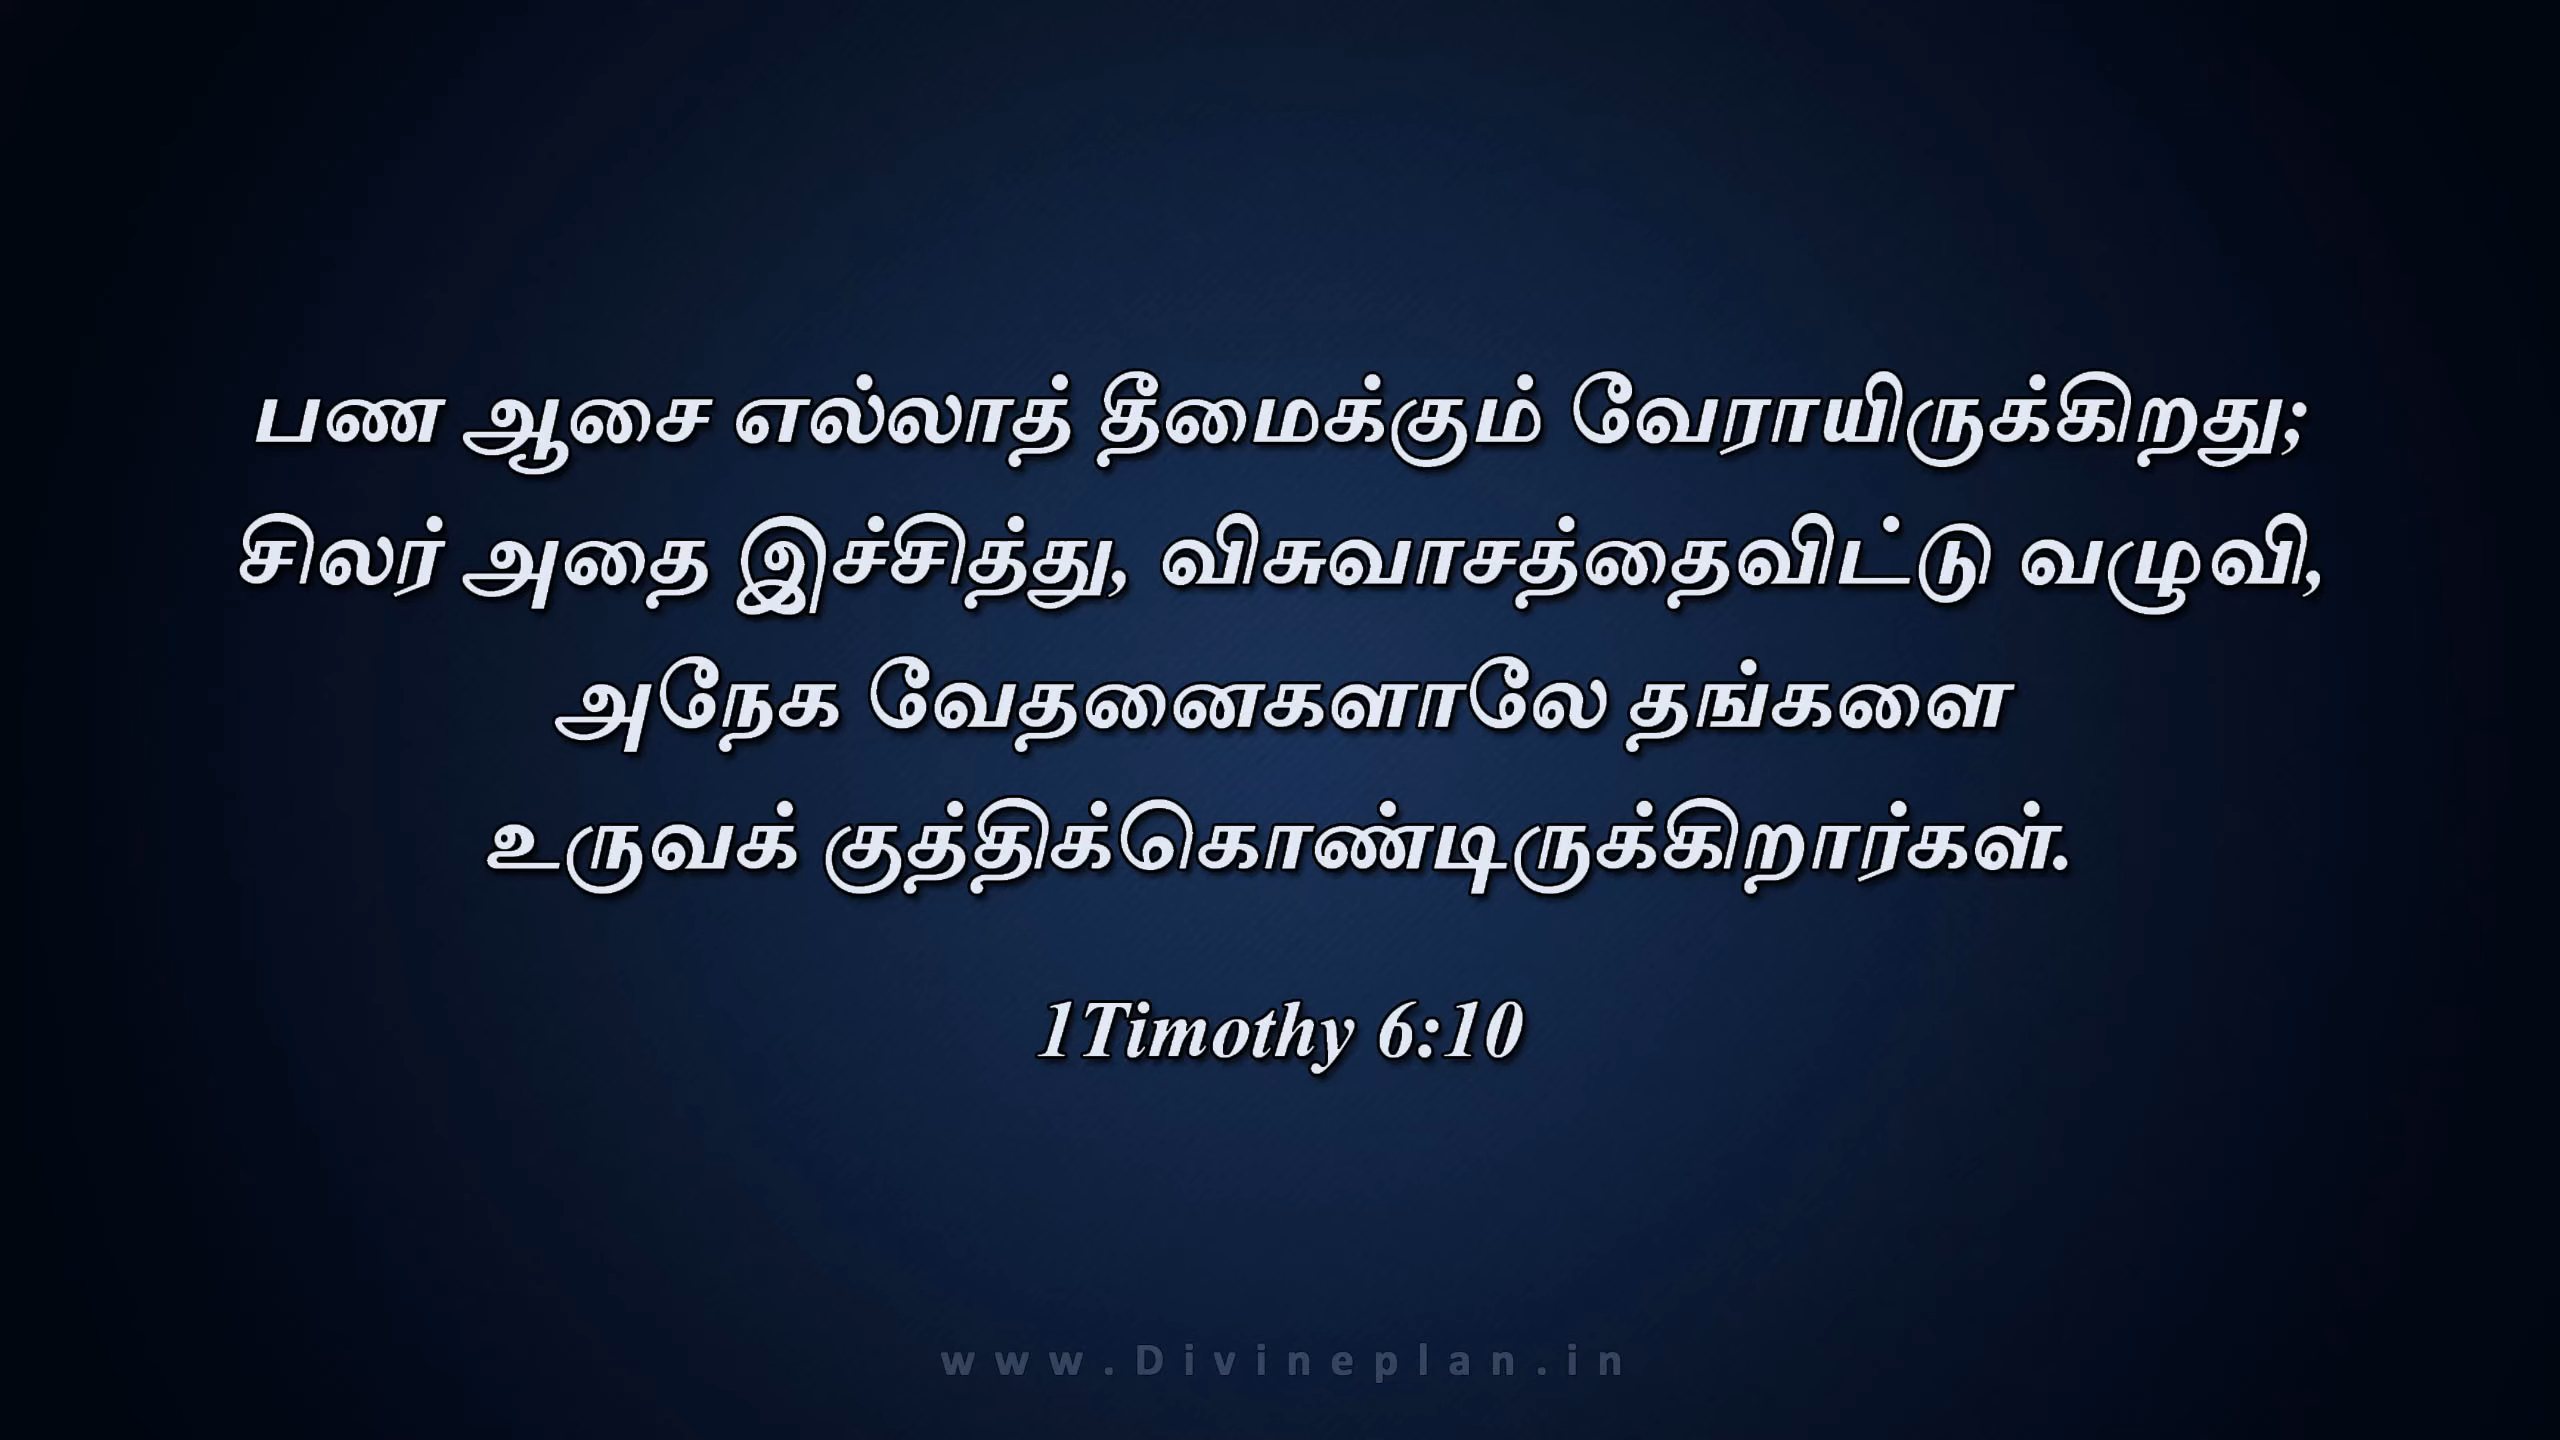 பண ஆசை எல்லாத் தீமைக்கும் வேராயிருக்கிறது;
சிலர் அதை இச்சித்து, விசுவாசத்தைவிட்டு வழுவி,
அநேக வேதனைகளாலே தங்களை
உருவக் குத்திக்கொண்டிருக்கிறார்கள்.
1Timothy 6:10
www.Divineplan.in